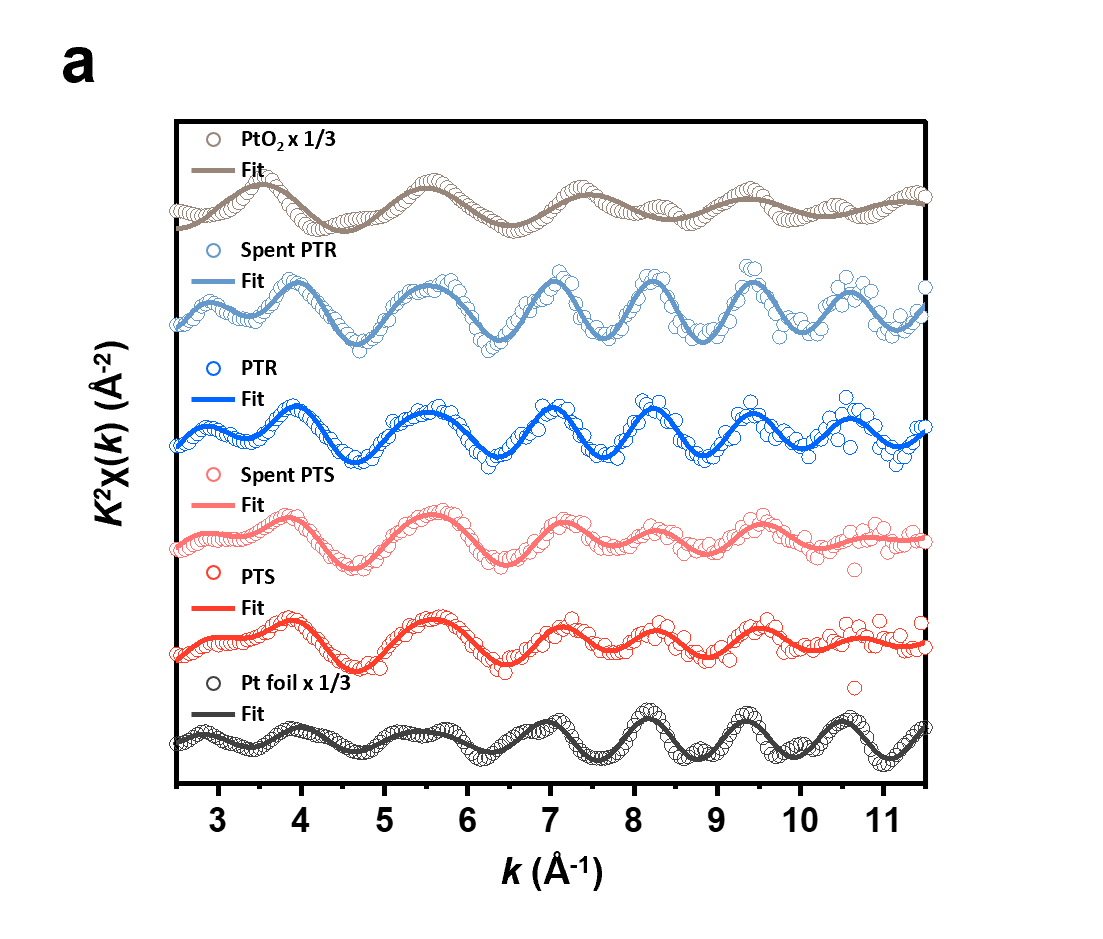 a
PtO₂ x 1/3
Fit
Spent PTR
Fit
PTR
Fit
Spent PTS
Fit
PTS
Fit
Pt foil x 1/3
Fit
K²χ(k) (Å⁻²)
3 4 5 6 7 8 9 10 11
k (Å⁻¹)